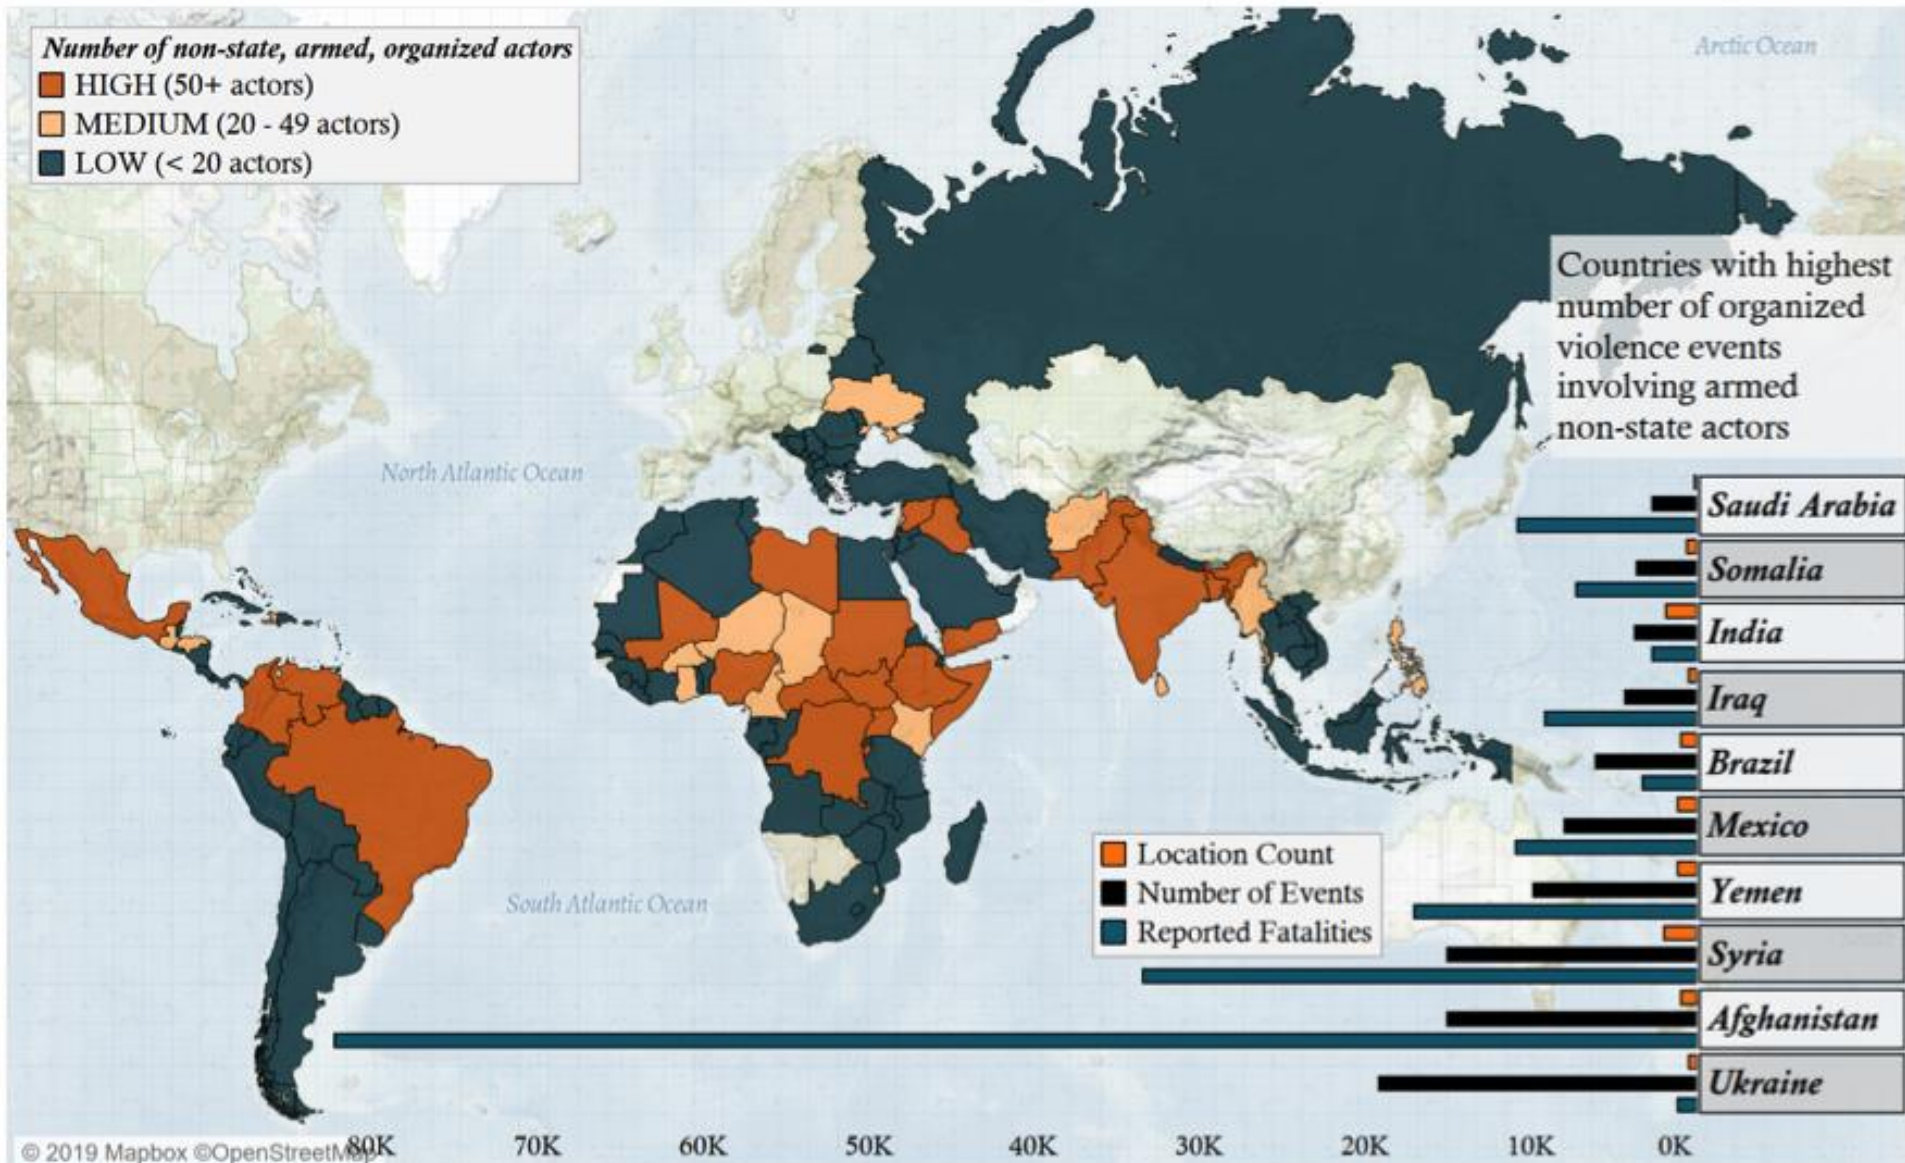 Number of non-state, armed, organized actors
HIGH (50+ actors)
MEDIUM (20 - 49 actors)
LOW (< 20 actors)
Arctic Ocean
Countries with highest
number of organized
violence events
involving armed
non-state actors
North Atlantic Ocean
South Atlantic Ocean
Saudi Arabia
Somalia
India
Iraq
Brazil
Mexico
Yemen
Syria
Afghanistan
Ukraine
Location Count
Number of Events
Reported Fatalities
80K 70K 60K 50K 40K 30K 20K 10K 0K
© 2019 Mapbox ©OpenStreetMap